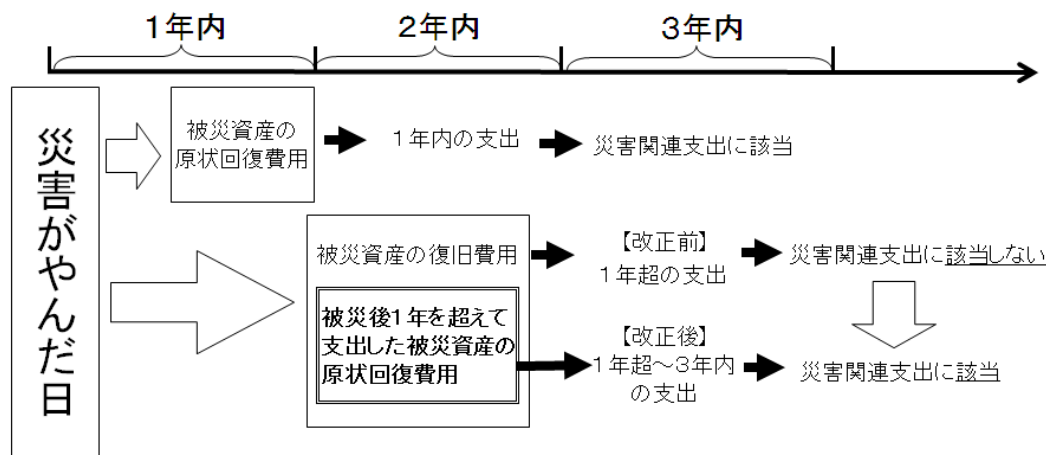 1年内
2年内
3年内
災害がやんだ日
被災資産の
原状回復費用
1年内の支出
災害関連支出に該当
被災資産の復旧費用
【改正前】
1年超の支出
災害関連支出に該当しない
被災後1年を超えて
支出した被災資産の
原状回復費用
【改正後】
1年超～3年内
の支出
災害関連支出に該当